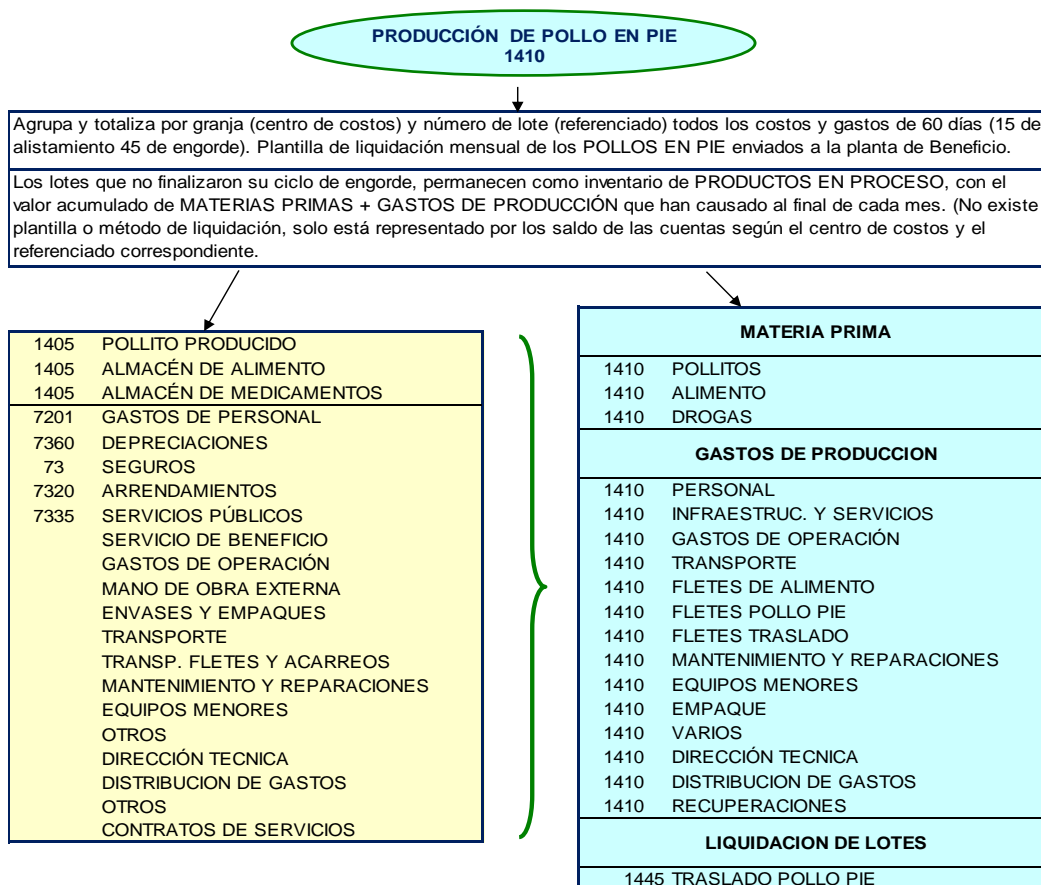 PRODUCCIÓN DE POLLO EN PIE
1410
Agrupa y totaliza por granja (centro de costos) y número de lote (referenciado) todos los costos y gastos de 60 días (15 de
alistamiento 45 de engorde). Plantilla de liquidación mensual de los POLLOS EN PIE enviados a la planta de Beneficio.
Los lotes que no finalizaron su ciclo de engorde, permanecen como inventario de PRODUCTOS EN PROCESO, con el
valor acumulado de MATERIAS PRIMAS + GASTOS DE PRODUCCIÓN que han causado al final de cada mes. (No existe
plantilla o método de liquidación, solo está representado por los saldo de las cuentas según el centro de costos y el
referenciado correspondiente.
1405 POLLITO PRODUCIDO
1405 ALMACÉN DE ALIMENTO
1405 ALMACÉN DE MEDICAMENTOS
7201 GASTOS DE PERSONAL
7360 DEPRECIACIONES
73 SEGUROS
7320 ARRENDAMIENTOS
7335 SERVICIOS PÚBLICOS
SERVICIO DE BENEFICIO
GASTOS DE OPERACIÓN
MANO DE OBRA EXTERNA
ENVASES Y EMPAQUES
TRANSPORTE
TRANSP. FLETES Y ACARREOS
MANTENIMIENTO Y REPARACIONES
EQUIPOS MENORES
OTROS
DIRECCIÓN TECNICA
DISTRIBUCION DE GASTOS
OTROS
CONTRATOS DE SERVICIOS
MATERIA PRIMA
1410 POLLITOS
1410 ALIMENTO
1410 DROGAS
GASTOS DE PRODUCCION
1410 PERSONAL
1410 INFRAESTRUC. Y SERVICIOS
1410 GASTOS DE OPERACIÓN
1410 TRANSPORTE
1410 FLETES DE ALIMENTO
1410 FLETES POLLO PIE
1410 FLETES TRASLADO
1410 MANTENIMIENTO Y REPARACIONES
1410 EQUIPOS MENORES
1410 EMPAQUE
1410 VARIOS
1410 DIRECCIÓN TECNICA
1410 DISTRIBUCION DE GASTOS
1410 RECUPERACIONES
LIQUIDACION DE LOTES
1445 TRASLADO POLLO PIE